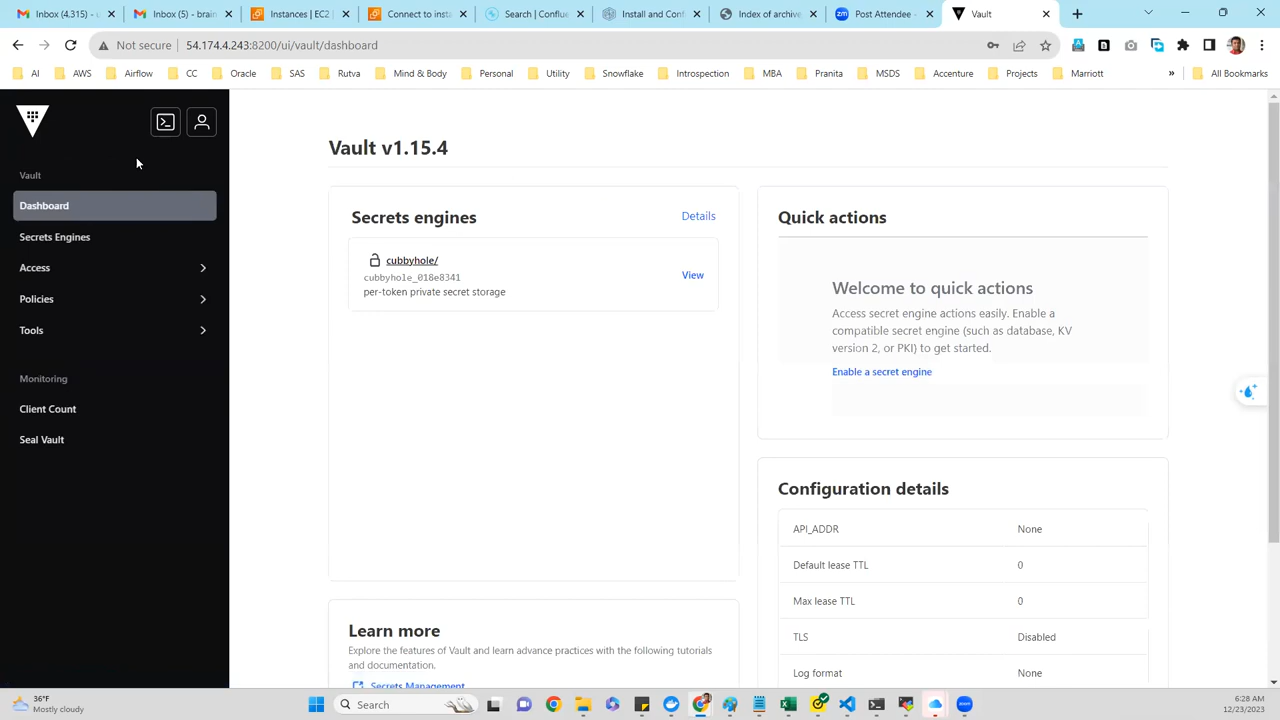 Inbox (4,315) - u
Inbox (5) - brain
Instances | EC2 |
EC2 Instance Con
Search | Conflue
Install and Conf
Index of archive
Post Attendee -
Vault
Not secure
54.174.4.243:8200/ui/vault/dashboard
AI
AWS
Airflow
CC
Oracle
SAS
Rutva
Mind & Body
Personal
Utility
Snowflake
Introspection
MBA
Pranita
MSDS
Accenture
Projects
Marriott
»
All Bookmarks
Vault
Dashboard
Secrets Engines
Access
Policies
Tools
Monitoring
Client Count
Seal Vault
Vault v1.15.4
Secrets engines
Details
cubbyhole/
cubbyhole_018e8341
per-token private secret storage
View
Learn more
Explore the features of Vault and learn advance practices with the following tutorials
and documentation.
Secrets Management
Quick actions
Welcome to quick actions
Access secret engine actions easily. Enable a
compatible secret engine (such as database, KV
version 2, or PKI) to get started.
Enable a secret engine
Configuration details
API_ADDR
None
Default lease TTL
0
Max lease TTL
0
TLS
Disabled
Log format
None
36°F
Mostly cloudy
Search
6:28 AM
12/23/2023